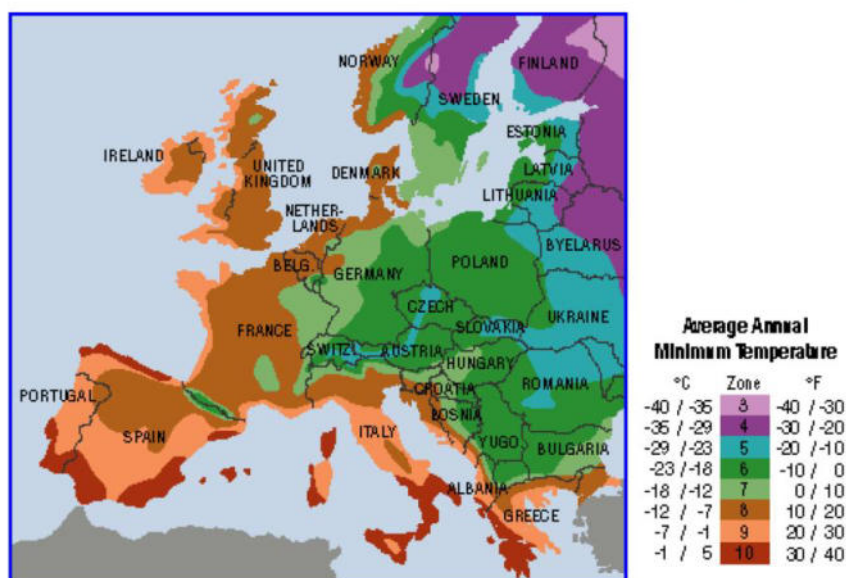 NORWAY
FINLAND
SWEDEN
ESTONIA
IRELAND
UNITED
KINGDOM
DENMARK
LATVIA
LITHUANIA
NETHER-
LANDS
BYELARUS
BELG.
GERMANY
POLAND
CZECH
UKRAINE
FRANCE
SLOVAKIA
SWITZL.
AUSTRIA
HUNGARY
ROMANIA
CROATIA
BOSNIA
PORTUGAL
SPAIN
ITALY
YUGO
BULGARIA
ALBANIA
GREECE
Average Annual
Minimum Temperature
°C Zone °F
-40 / -35 3 -40 / -30
-35 / -29 4 -30 / -20
-29 / -23 5 -20 / -10
-23 / -18 6 -10 / 0
-18 / -12 7 0 / 10
-12 / -7 8 10 / 20
-7 / -1 9 20 / 30
-1 / 5 10 30 / 40